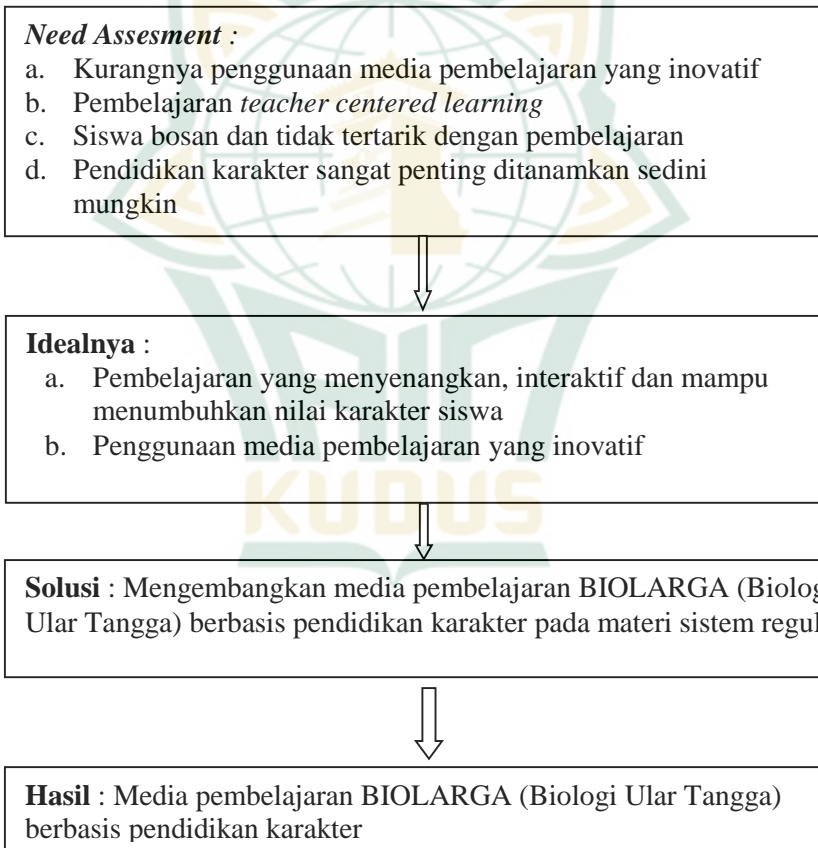 Need Assesment :
a. Kurangnya penggunaan media pembelajaran yang inovatif
b. Pembelajaran teacher centered learning
c. Siswa bosan dan tidak tertarik dengan pembelajaran
d. Pendidikan karakter sangat penting ditanamkan sedini
mungkin
Idealnya :
a. Pembelajaran yang menyenangkan, interaktif dan mampu
menumbuhkan nilai karakter siswa
b. Penggunaan media pembelajaran yang inovatif
KUDUS
Solusi : Mengembangkan media pembelajaran BIOLARGA (Biolog
Ular Tangga) berbasis pendidikan karakter pada materi sistem regul
Hasil : Media pembelajaran BIOLARGA (Biologi Ular Tangga)
berbasis pendidikan karakter